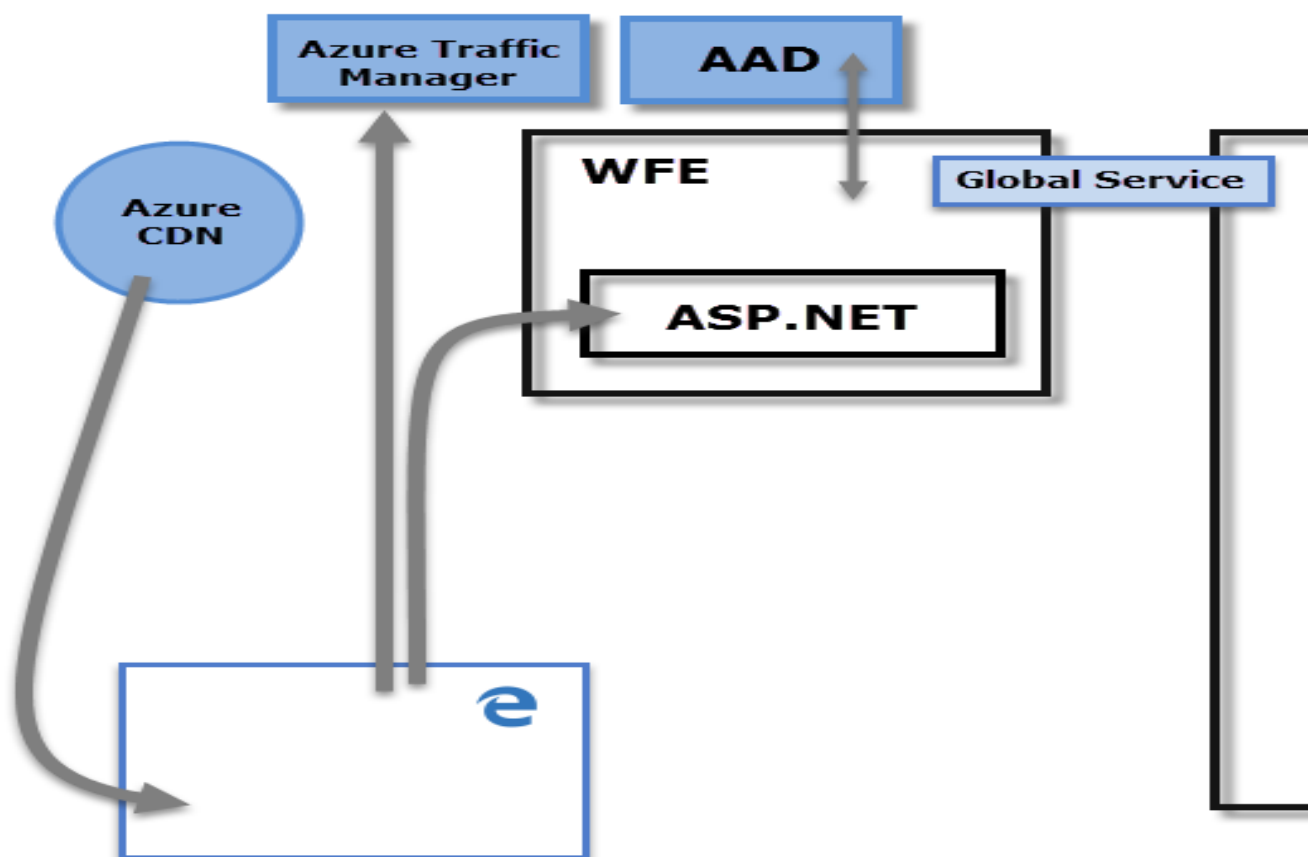 Azure Traffic
Manager
AAD
WFE
Global Service
Azure
CDN
ASP.NET